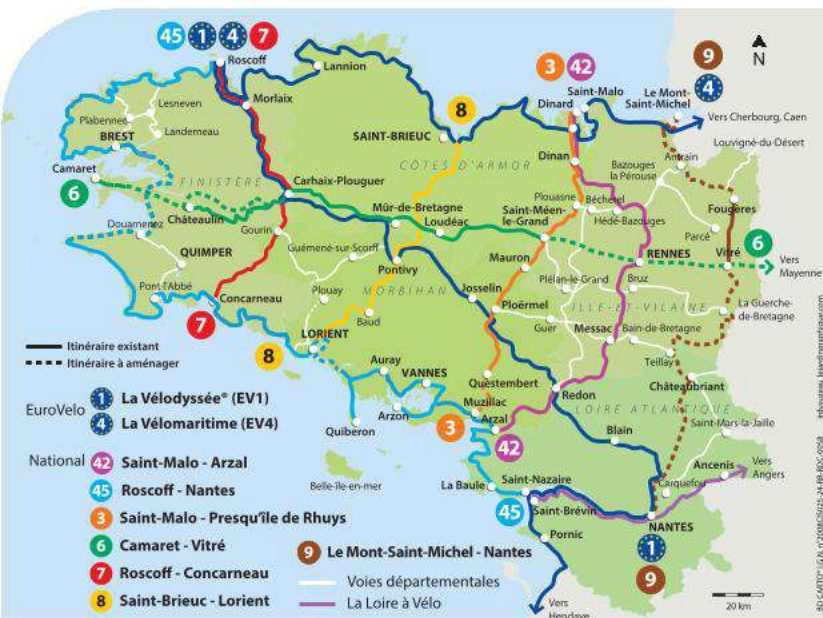 45 1 4 7
Roscoff
Lannion
Morlaix
Lesneven
Plabennec
Landerneau
BREST
Camaret
6
FINISTÈRE
Châteaulin
Carhaix-Plouguer
Gourin
Douarnenez
QUIMPER
Pont l'Abbé
Concarneau
7
8
SAINT-BRIEUC
CÔTES D'ARMOR
Mûr-de-Bretagne
Loudéac
Guémené-sur-Scorff
Pontivy
MORBIHAN
Plouay
Baud
LORIENT
8
Auray
VANNES
Arzon
Quiberon
Belle-île-en-mer
3 42
Saint-Malo
Dinard
Dinan
9
4
Le Mont-
Saint-Michel
N
Vers Cherbourg, Caen
Louvigné-du-Désert
Antrain
Bazouges
la Pérouse
Plouasne
Bécherel
Hédé-Bazouges
Fougères
Parcé
6
Vitré
Vers
Mayenne
Saint-Méen-
le-Grand
RENNES
Mauron
Plélan-le-Grand
Bruz
Josselin
Ploërmel
ILLE-ET-VILAINE
La Guerche-
de-Bretagne
Guer
Messac
Bain-de-Bretagne
Teillay
Questembert
Muzillac
Arzal
3
42
Redon
Châteaubriant
LOIRE ATLANTIQUE
Saint-Mars-la-Jaille
Blain
Ancenis
Vers
Angers
La Baule
Saint-Nazaire
45
Saint-Brévin
Carquefou
NANTES
1
9
Pornic
Vers
Hendaye
20 km
Itinéraire existant
Itinéraire à aménager
EuroVelo
1 La Vélodyssée® (EV1)
4 La Vélomaritime (EV4)
National
42 Saint-Malo - Arzal
45 Roscoff - Nantes
3 Saint-Malo - Presqu'île de Rhuys
6 Camaret - Vitré
7 Roscoff - Concarneau
8 Saint-Brieuc - Lorient
9 Le Mont-Saint-Michel - Nantes
Voies départementales
La Loire à Vélo